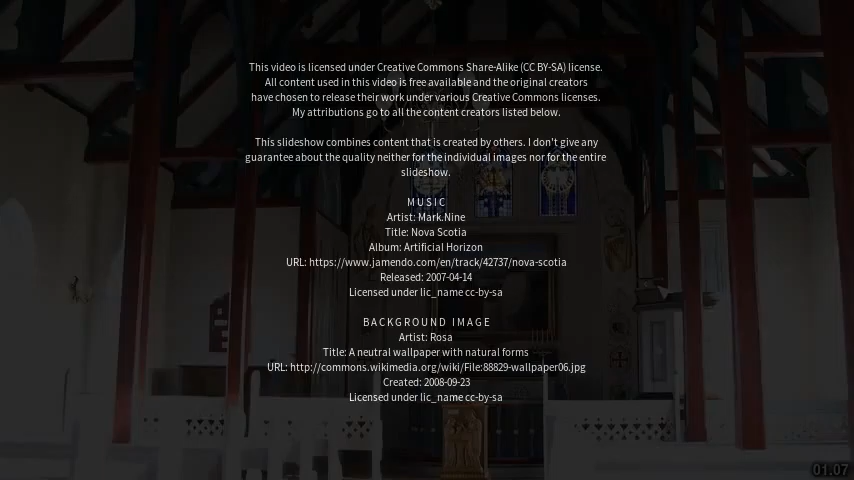 This video is licensed under Creative Commons Share-Alike (CC BY-SA) license.
All content used in this video is free available and the original creators
have chosen to release their work under various Creative Commons licenses.
My attributions go to all the content creators listed below.
This slideshow combines content that is created by others. I don't give any
guarantee about the quality neither for the individual images nor for the entire
slideshow.
MUSIC
Artist: Mark.Nine
Title: Nova Scotia
Album: Artificial Horizon
URL: https://www.jamendo.com/en/track/42737/nova-scotia
Released: 2007-04-14
Licensed under lic_name cc-by-sa
BACKGROUND IMAGE
Artist: Rosa
Title: A neutral wallpaper with natural forms
URL: http://commons.wikimedia.org/wiki/File:88829-wallpaper06.jpg
Created: 2008-09-23
Licensed under lic_name cc-by-sa
01.07